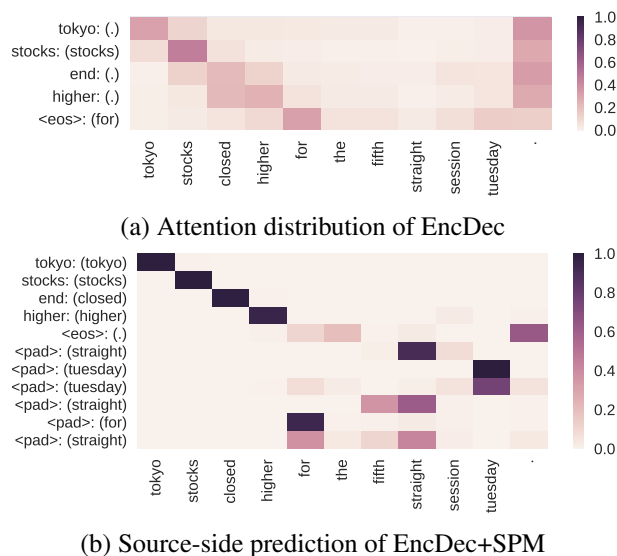 tokyo: (.)
stocks: (stocks)
end: (.)
higher: (.)
<eos>: (for)
1.0
0.8
0.6
0.4
0.2
0.0
tokyo stocks closed higher for the fifth straight session tuesday .
(a) Attention distribution of EncDec
tokyo: (tokyo)
stocks: (stocks)
end: (closed)
higher: (higher)
<eos>: (.)
<pad>: (straight)
<pad>: (tuesday)
<pad>: (tuesday)
<pad>: (straight)
<pad>: (for)
<pad>: (straight)
1.0
0.8
0.6
0.4
0.2
0.0
tokyo stocks closed higher for the fifth straight session tuesday .
(b) Source-side prediction of EncDec+SPM